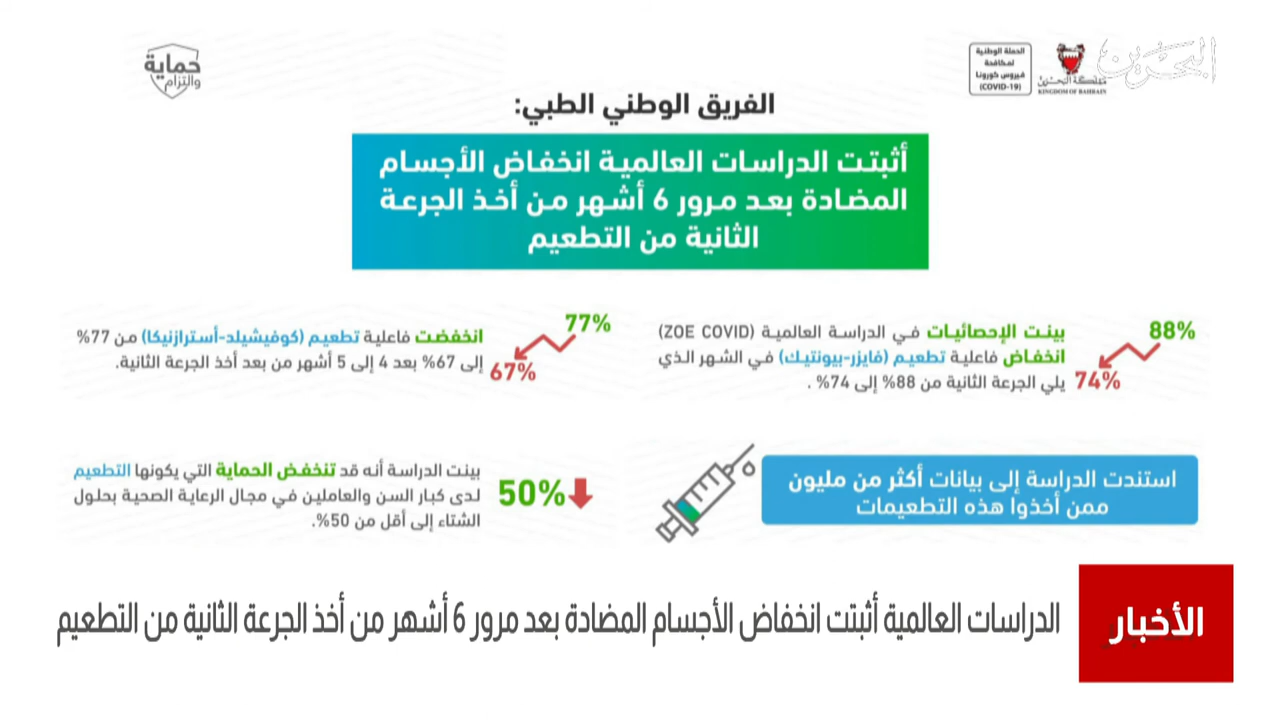 حماية
والتزام
الحملة الوطنية
لمكافحة
فيروس كورونا
(COVID-19)
مملكة البحرين
KINGDOM OF BAHRAIN
البحرين
الفريق الوطني الطبي:
أثبتت الدراسات العالمية انخفاض الأجسام
المضادة بعد مرور 6 أشهر من أخذ الجرعة
الثانية من التطعيم
88%
74%
بينت الإحصائيات في الدراسة العالمية (ZOE COVID)
انخفاض فاعلية تطعيم (فايزر-بيونتيك) في الشهر الذي
يلي الجرعة الثانية من 88% إلى 74% .
77%
67%
انخفضت فاعلية تطعيم (كوفيشيلد-أسترازنيكا) من 77%
إلى 67% بعد 4 إلى 5 أشهر من بعد أخذ الجرعة الثانية.
استندت الدراسة إلى بيانات أكثر من مليون
ممن أخذوا هذه التطعيمات
50%
بينت الدراسة أنه قد تنخفض الحماية التي يكونها التطعيم
لدى كبار السن والعاملين في مجال الرعاية الصحية بحلول
الشتاء إلى أقل من 50%.
الأخبار
الدراسات العالمية أثبتت انخفاض الأجسام المضادة بعد مرور 6 أشهر من أخذ الجرعة الثانية من التطعيم